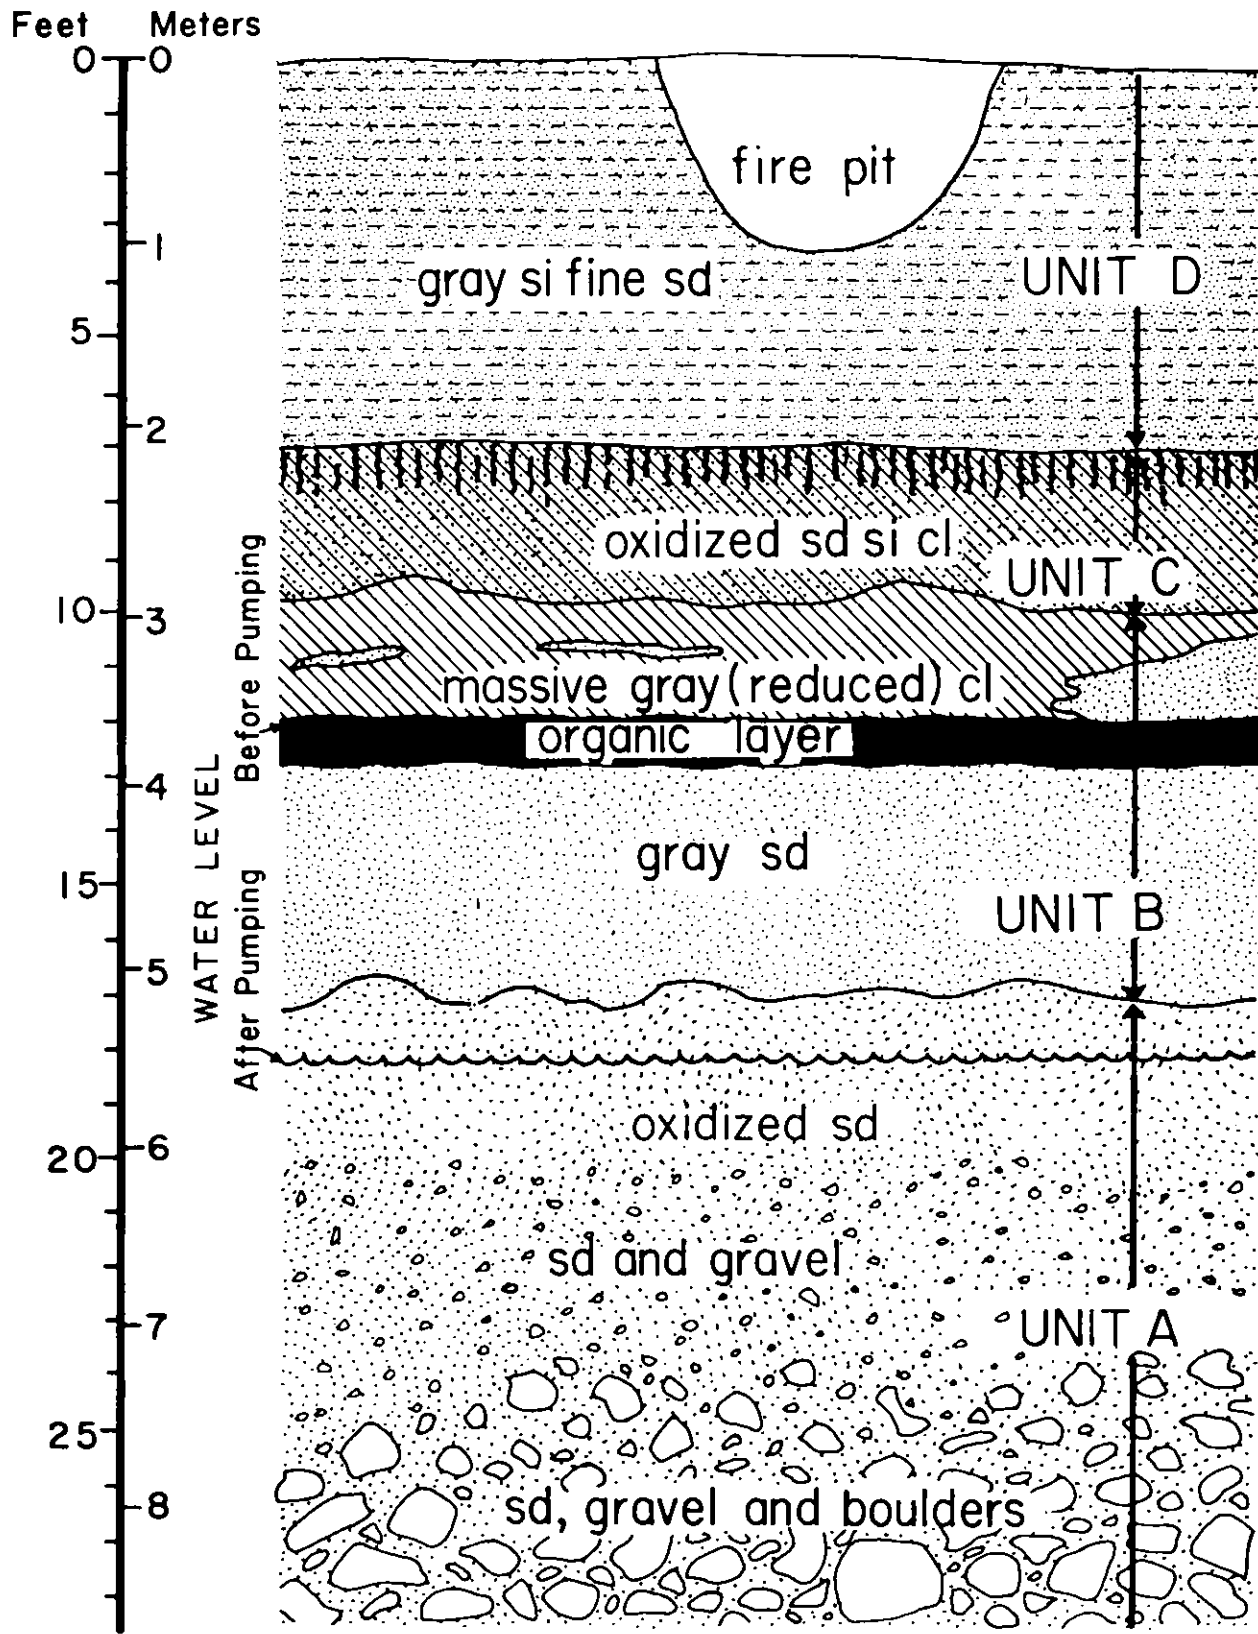 Feet Meters
0 0
fire pit
1
gray si fine sd
UNIT D
5
2
oxidized sd si cl
UNIT C
10 3
massive gray (reduced) cl
organic layer
Before Pumping
WATER LEVEL
After Pumping
4
gray sd
15
UNIT B
5
oxidized sd
20 6
sd and gravel
7
UNIT A
25
8
sd, gravel and boulders